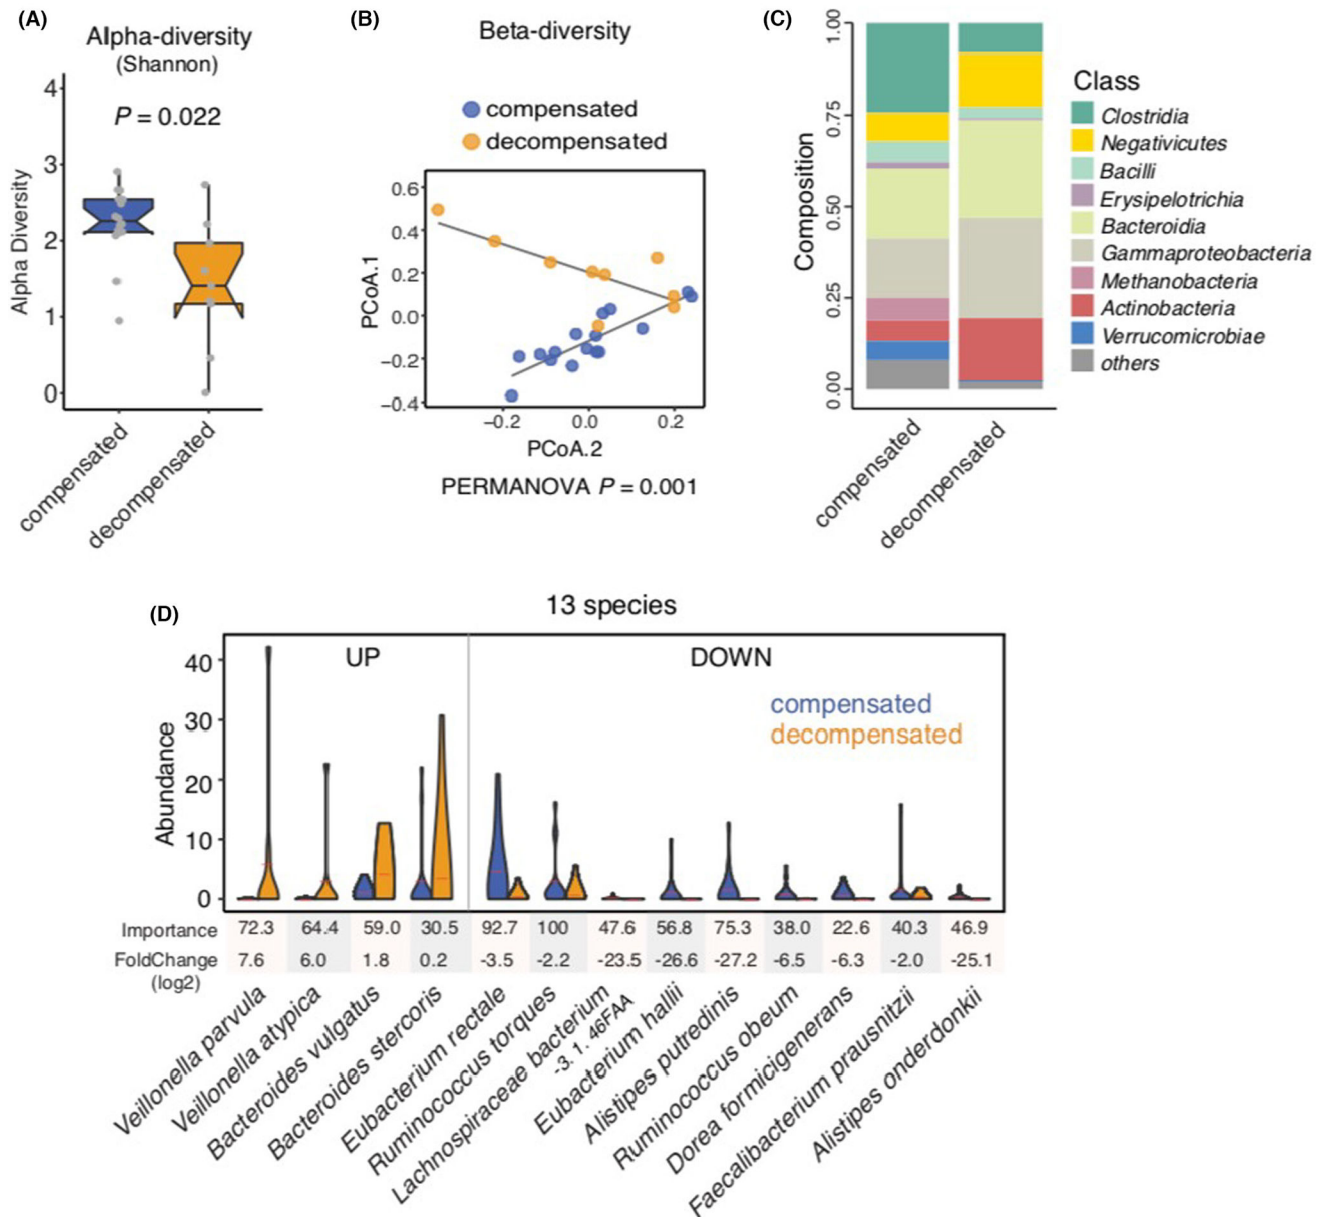 (A)
Alpha-diversity
(Shannon)
P = 0.022
Alpha Diversity
4
3
2
1
0
compensated
decompensated
(B)
Beta-diversity
compensated
decompensated
PCoA.1
0.6
0.4
0.2
0.0
−0.2
−0.4
−0.2
0.0
0.2
PCoA.2
PERMANOVA P = 0.001
(C)
Composition
1.00
0.75
0.50
0.25
0.00
compensated
decompensated
Class
Clostridia
Negativicutes
Bacilli
Erysipelotrichia
Bacteroidia
Gammaproteobacteria
Methanobacteria
Actinobacteria
Verrucomicrobiae
others
(D)
13 species
UP
DOWN
compensated
decompensated
Abundance
40
30
20
10
0
Importance 72.3 64.4 59.0 30.5 92.7 100 47.6 56.8 75.3 38.0 22.6 40.3 46.9
FoldChange 7.6 6.0 1.8 0.2 -3.5 -2.2 -23.5 -26.6 -27.2 -6.5 -6.3 -2.0 -25.1
(log2)
Veillonella parvula
Veillonella atypica
Bacteroides vulgatus
Bacteroides stercoris
Eubacterium rectale
Ruminococcus torques
Lachnospiraceae bacterium
-3. 1. 46FAA
Eubacterium hallii
Alistipes putredinis
Ruminococcus obeum
Dorea formicigenerans
Faecalibacterium prausnitzii
Alistipes onderdonkii